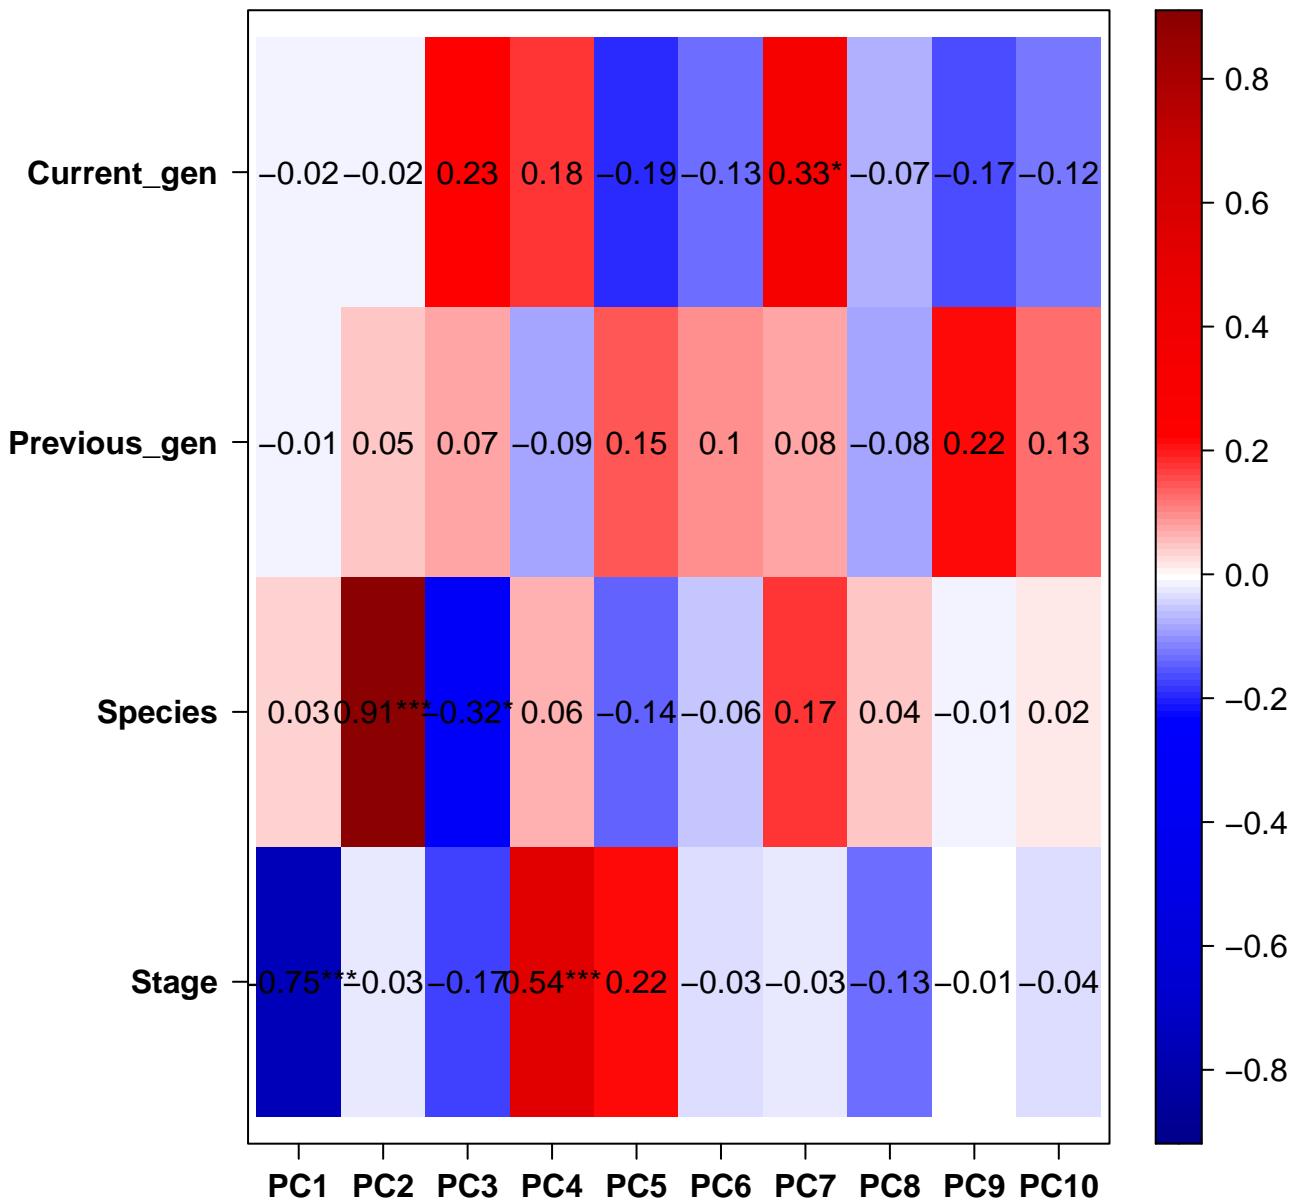 Current_gen −0.02 −0.02 0.23 0.18 −0.19 −0.13 0.33* −0.07 −0.17 −0.12
Previous_gen −0.01 0.05 0.07 −0.09 0.15 0.1 0.08 −0.08 0.22 0.13
Species 0.03 0.91*** −0.32* 0.06 −0.14 −0.06 0.17 0.04 −0.01 0.02
Stage −0.75*** −0.03 −0.17 0.54*** 0.22 −0.03 −0.03 −0.13 −0.01 −0.04
PC1 PC2 PC3 PC4 PC5 PC6 PC7 PC8 PC9 PC10
0.8
0.6
0.4
0.2
0.0
−0.2
−0.4
−0.6
−0.8